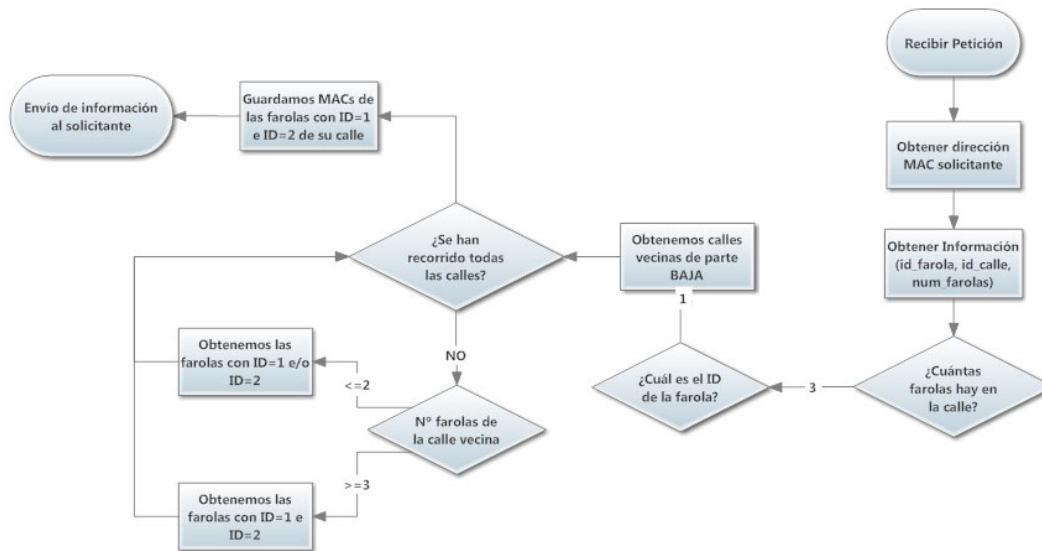 Recibir Petición
Obtener dirección
MAC solicitante
Obtener Información
(id_farola, id_calle,
num_farolas)
¿Cuántas
farolas hay en
la calle?
3
¿Cuál es el ID
de la farola?
1
Obtenemos calles
vecinas de parte
BAJA
¿Se han
recorrido todas
las calles?
NO
Nº farolas de
la calle vecina
<=2
Obtenemos las
farolas con ID=1 e/o
ID=2
>=3
Obtenemos las
farolas con ID=1 e
ID=2
Guardamos MACs de
las farolas con ID=1
e ID=2 de su calle
Envío de información
al solicitante